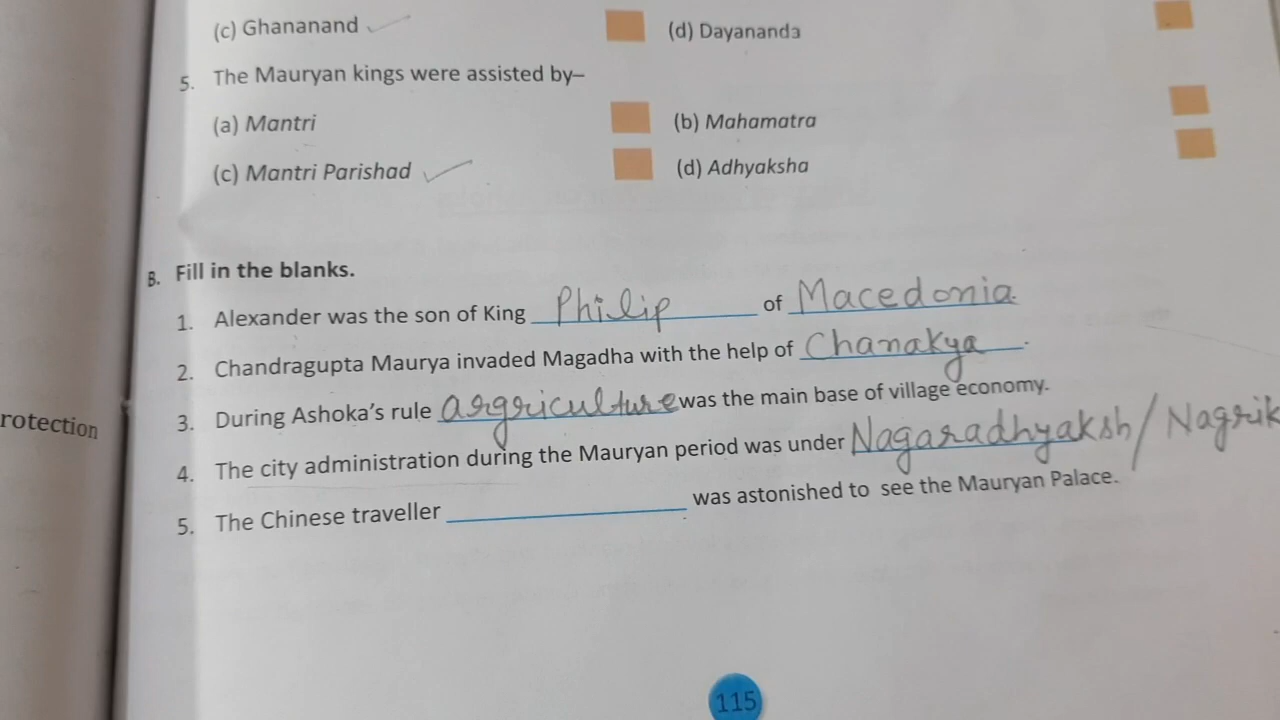 (c) Ghananand (d) Dayananda
5. The Mauryan kings were assisted by–
(a) Mantri (b) Mahamatra
(c) Mantri Parishad (d) Adhyaksha
B. Fill in the blanks.
1. Alexander was the son of King Philip of Macedonia.
2. Chandragupta Maurya invaded Magadha with the help of Chanakya.
rotection
3. During Ashoka's rule argriculture was the main base of village economy.
4. The city administration during the Mauryan period was under Nagaradhyaksh/Nagrik
5. The Chinese traveller ____ was astonished to see the Mauryan Palace.
115